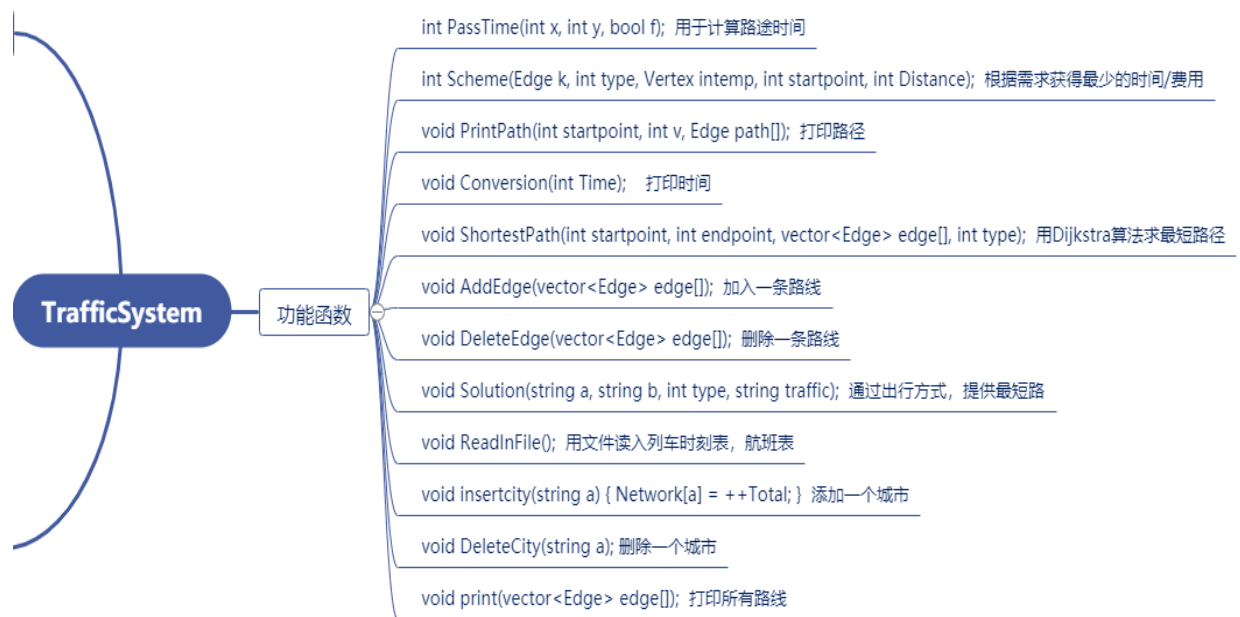 int PassTime(int x, int y, bool f); 用于计算路途时间
int Scheme(Edge k, int type, Vertex intemp, int startpoint, int Distance); 根据需求获得最少的时间/费用
void PrintPath(int startpoint, int v, Edge path[]); 打印路径
void Conversion(int Time); 打印时间
void ShortestPath(int startpoint, int endpoint, vector<Edge> edge[], int type); 用Dijkstra算法求最短路径
void AddEdge(vector<Edge> edge[]); 加入一条路线
TrafficSystem
功能函数
void DeleteEdge(vector<Edge> edge[]); 删除一条路线
void Solution(string a, string b, int type, string traffic); 通过出行方式，提供最短路
void ReadInFile(); 用文件读入列车时刻表，航班表
void insertcity(string a) { Network[a] = ++Total; } 添加一个城市
void DeleteCity(string a); 删除一个城市
void print(vector<Edge> edge[]); 打印所有路线